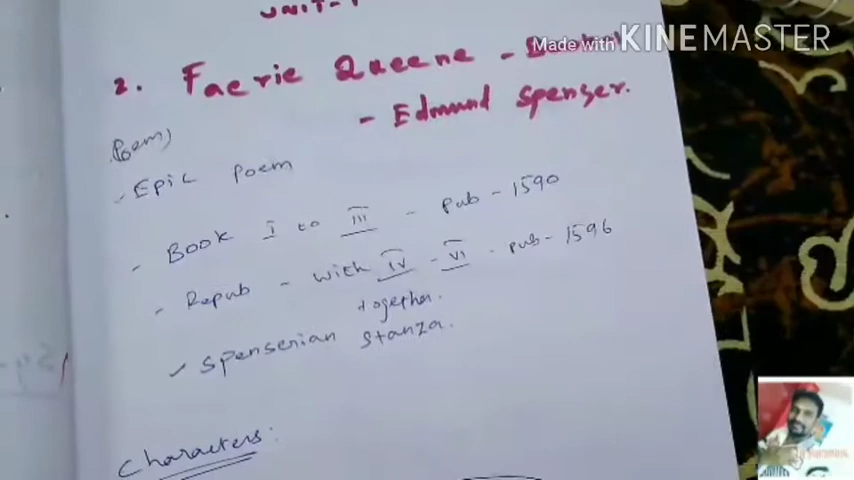 UNIT-I
2. Faerie Queene -
- Edmund Spenser.
Poem)
Epic Poem
- Book I to III - pub - 1590
- Repub - with IV - VI - pub - 1596
together.
✓ Spenserian Stanza.
Characters:
Made with KINEMASTER